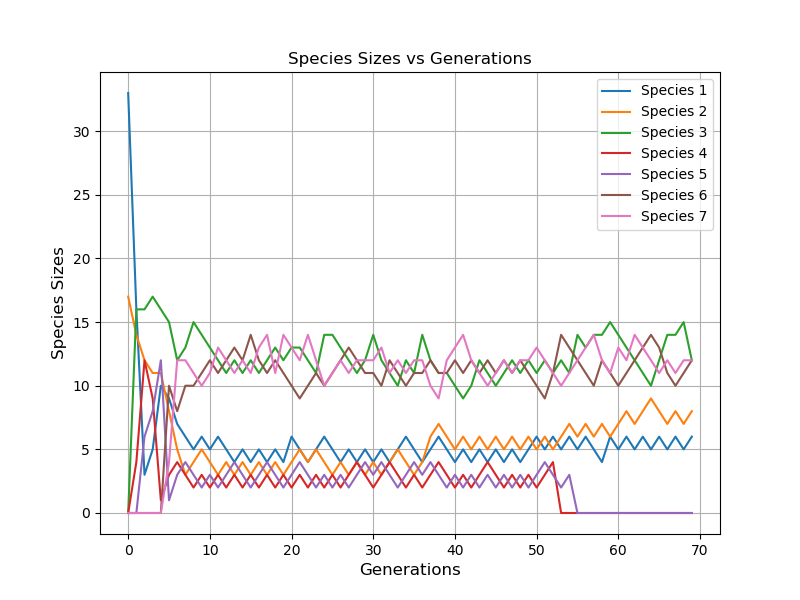 Species Sizes vs Generations
Species 1
Species 2
Species 3
Species 4
Species 5
Species 6
Species 7
Species Sizes
30
25
20
15
10
5
0
0 10 20 30 40 50 60 70
Generations